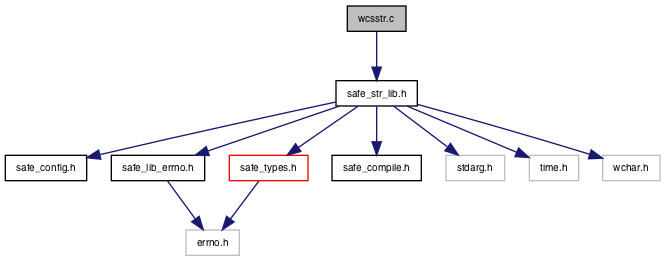 wcsstr.c
safe_str_lib.h
safe_config.h
safe_lib_errno.h
safe_types.h
safe_compile.h
stdarg.h
time.h
wchar.h
errno.h